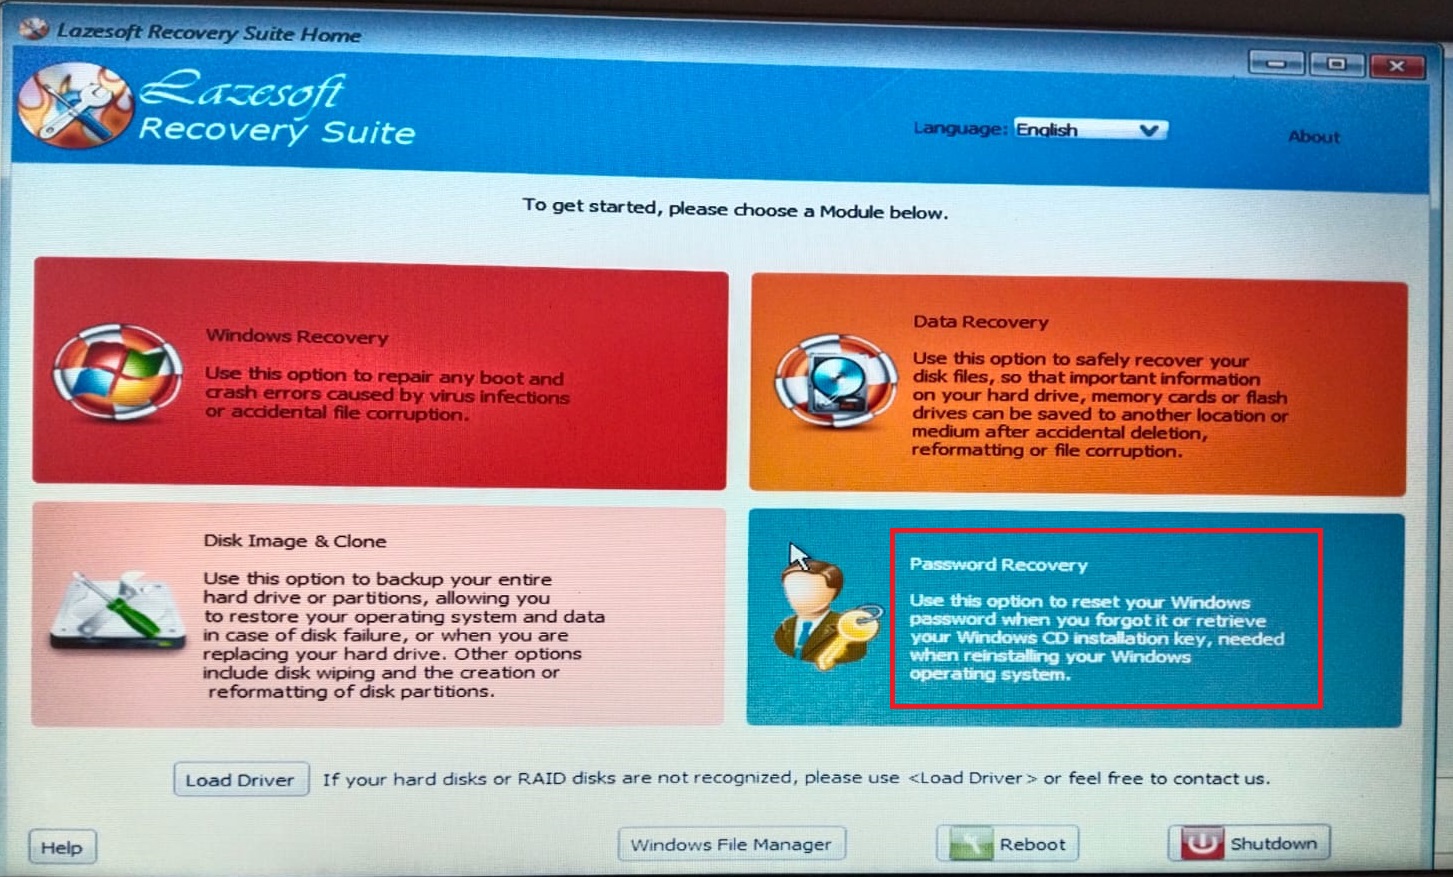 Lazesoft Recovery Suite Home
Lazesoft
Recovery Suite
Language: English
About
To get started, please choose a Module below.
Windows Recovery
Use this option to repair any boot and
crash errors caused by virus infections
or accidental file corruption.
Data Recovery
Use this option to safely recover your
disk files, so that important information
on your hard drive, memory cards or flash
drives can be saved to another location or
medium after accidental deletion,
reformatting or file corruption.
Disk Image & Clone
Use this option to backup your entire
hard drive or partitions, allowing you
to restore your operating system and data
in case of disk failure, or when you are
replacing your hard drive. Other options
include disk wiping and the creation or
reformatting of disk partitions.
Password Recovery
Use this option to reset your Windows
password when you forgot it or retrieve
your Windows CD installation key, needed
when reinstalling your Windows
operating system.
Load Driver
If your hard disks or RAID disks are not recognized, please use <Load Driver> or feel free to contact us.
Help
Windows File Manager
Reboot
Shutdown